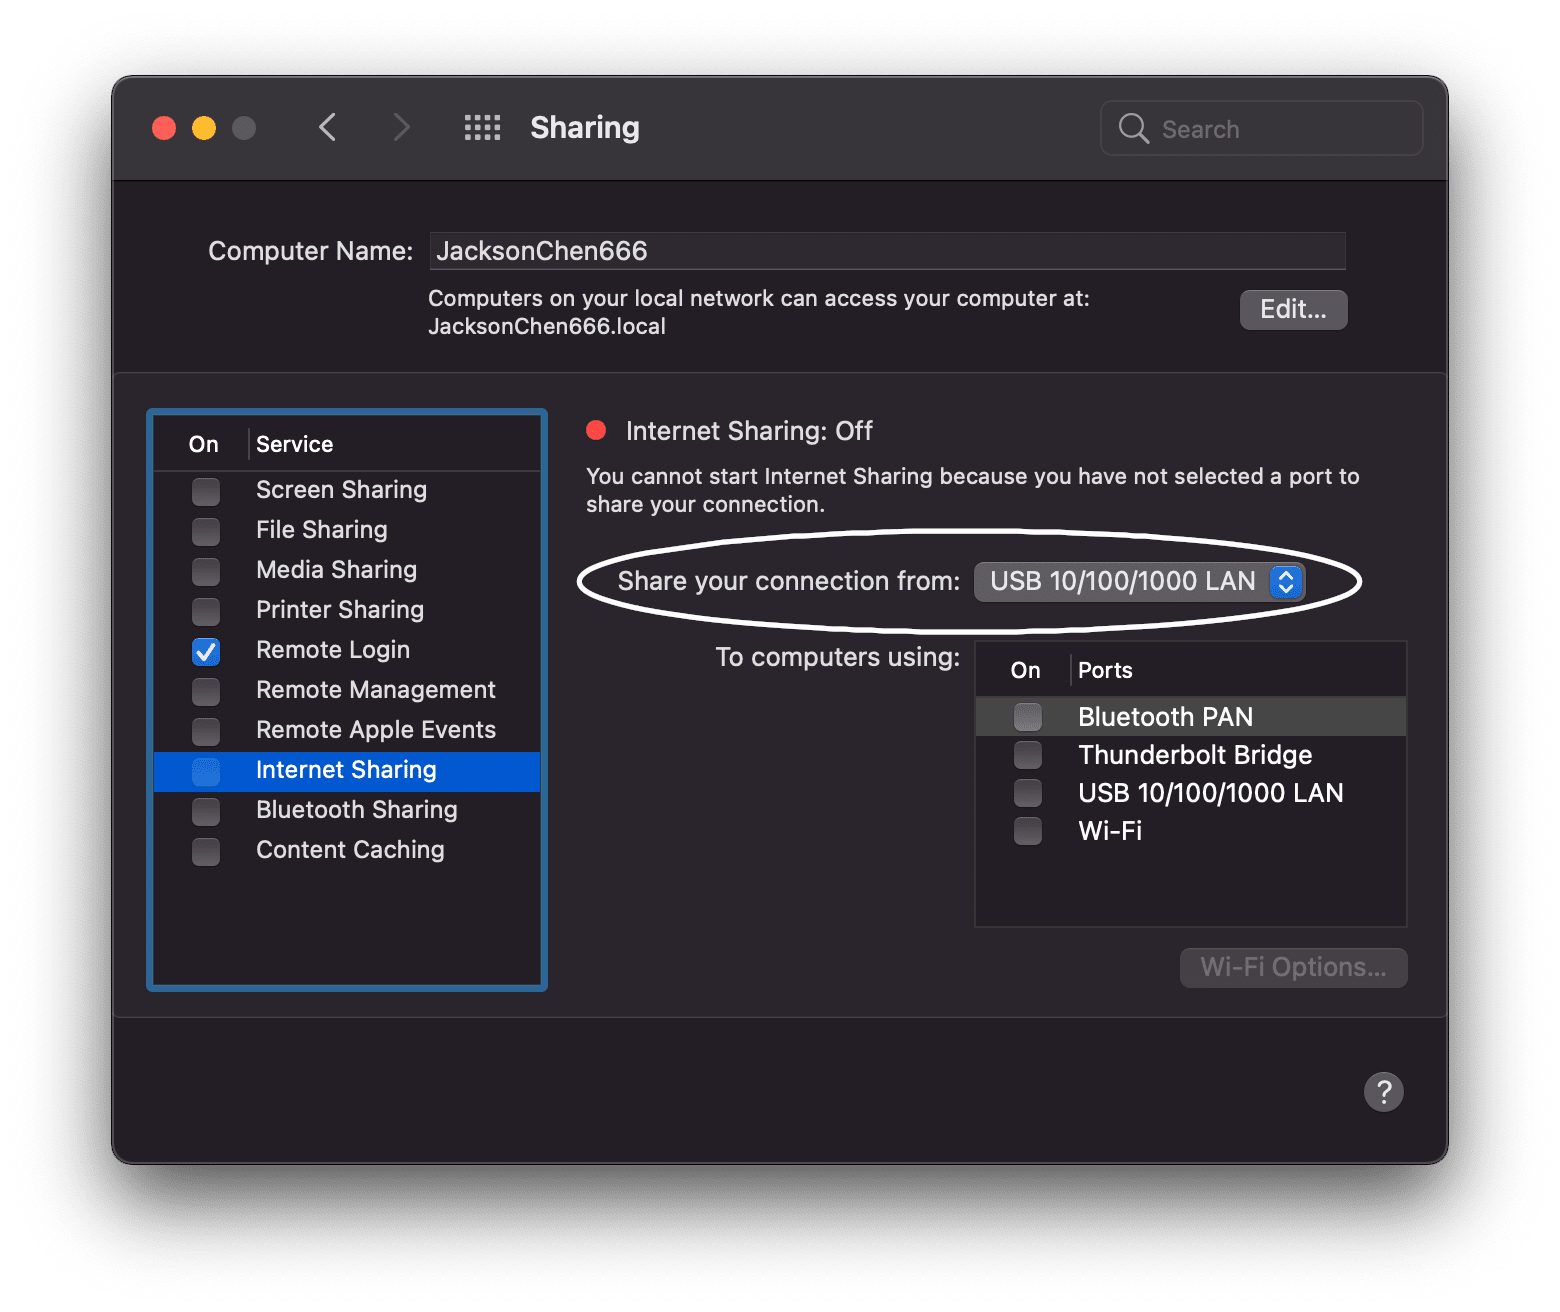 Sharing
Search
Computer Name: JacksonChen666
Computers on your local network can access your computer at:
JacksonChen666.local
Edit...
On Service
Screen Sharing
File Sharing
Media Sharing
Printer Sharing
Remote Login
Remote Management
Remote Apple Events
Internet Sharing
Bluetooth Sharing
Content Caching
Internet Sharing: Off
You cannot start Internet Sharing because you have not selected a port to
share your connection.
Share your connection from: USB 10/100/1000 LAN
To computers using:
On Ports
Bluetooth PAN
Thunderbolt Bridge
USB 10/100/1000 LAN
Wi-Fi
Wi-Fi Options...
?